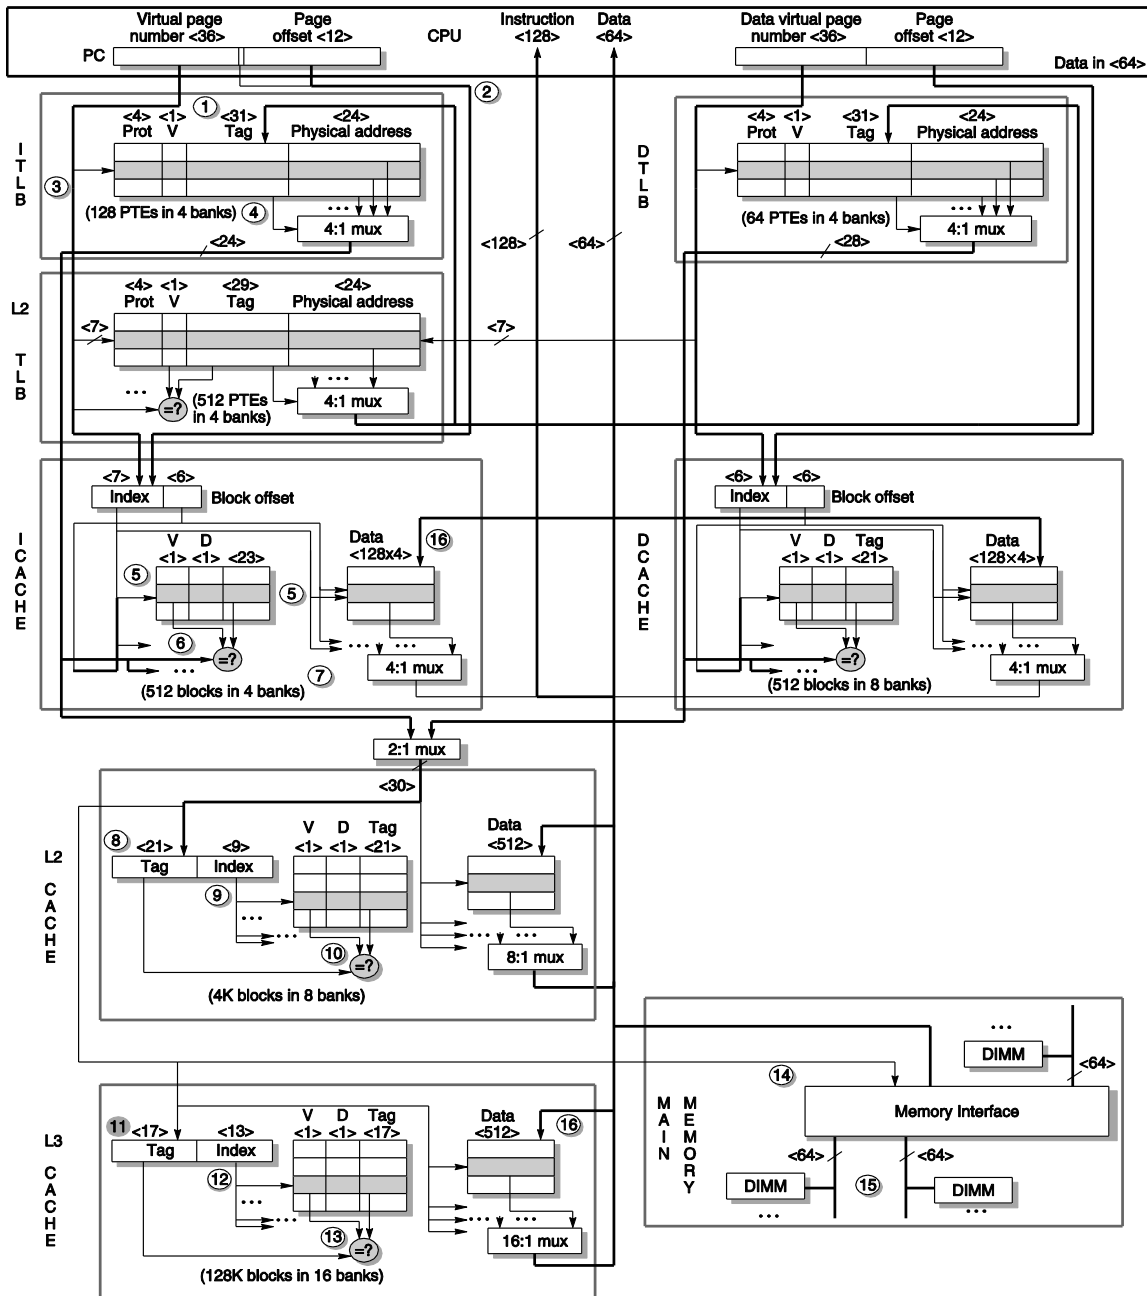 Virtual page number <36>
Page offset <12>
CPU
Instruction <128>
Data <64>
Data virtual page number <36>
Page offset <12>
PC
Data in <64>
1
2
ITLB
<4> <1> <31> <24>
Prot V Tag Physical address
3
(128 PTEs in 4 banks)
4
...
4:1 mux
<24>
DTLB
<4> <1> <31> <24>
Prot V Tag Physical address
(64 PTEs in 4 banks)
...
4:1 mux
<28>
<128>
<64>
L2 TLB
<4> <1> <29> <24>
Prot V Tag Physical address
<7>
<7>
...
=?
(512 PTEs in 4 banks)
...
4:1 mux
ICACHE
<7> <6>
Index
Block offset
V D
<1> <1> <23>
5
Data
<128x4>
16
5
6
=?
...
7
... ...
4:1 mux
(512 blocks in 4 banks)
DCACHE
<6> <6>
Index
Block offset
V D Tag
<1> <1> <21>
Data
<128×4>
=?
...
... ...
4:1 mux
(512 blocks in 8 banks)
2:1 mux
<30>
L2 CACHE
8
<21> <9>
Tag Index
9
V D Tag
<1> <1> <21>
Data
<512>
...
...
10
=?
... ...
8:1 mux
(4K blocks in 8 banks)
L3 CACHE
11
<17> <13>
Tag Index
12
V D Tag
<1> <1> <17>
Data
<512>
16
...
...
13
=?
... ...
16:1 mux
(128K blocks in 16 banks)
MAIN MEMORY
14
...
DIMM
<64>
Memory Interface
<64>
<64>
DIMM
...
15
DIMM
...